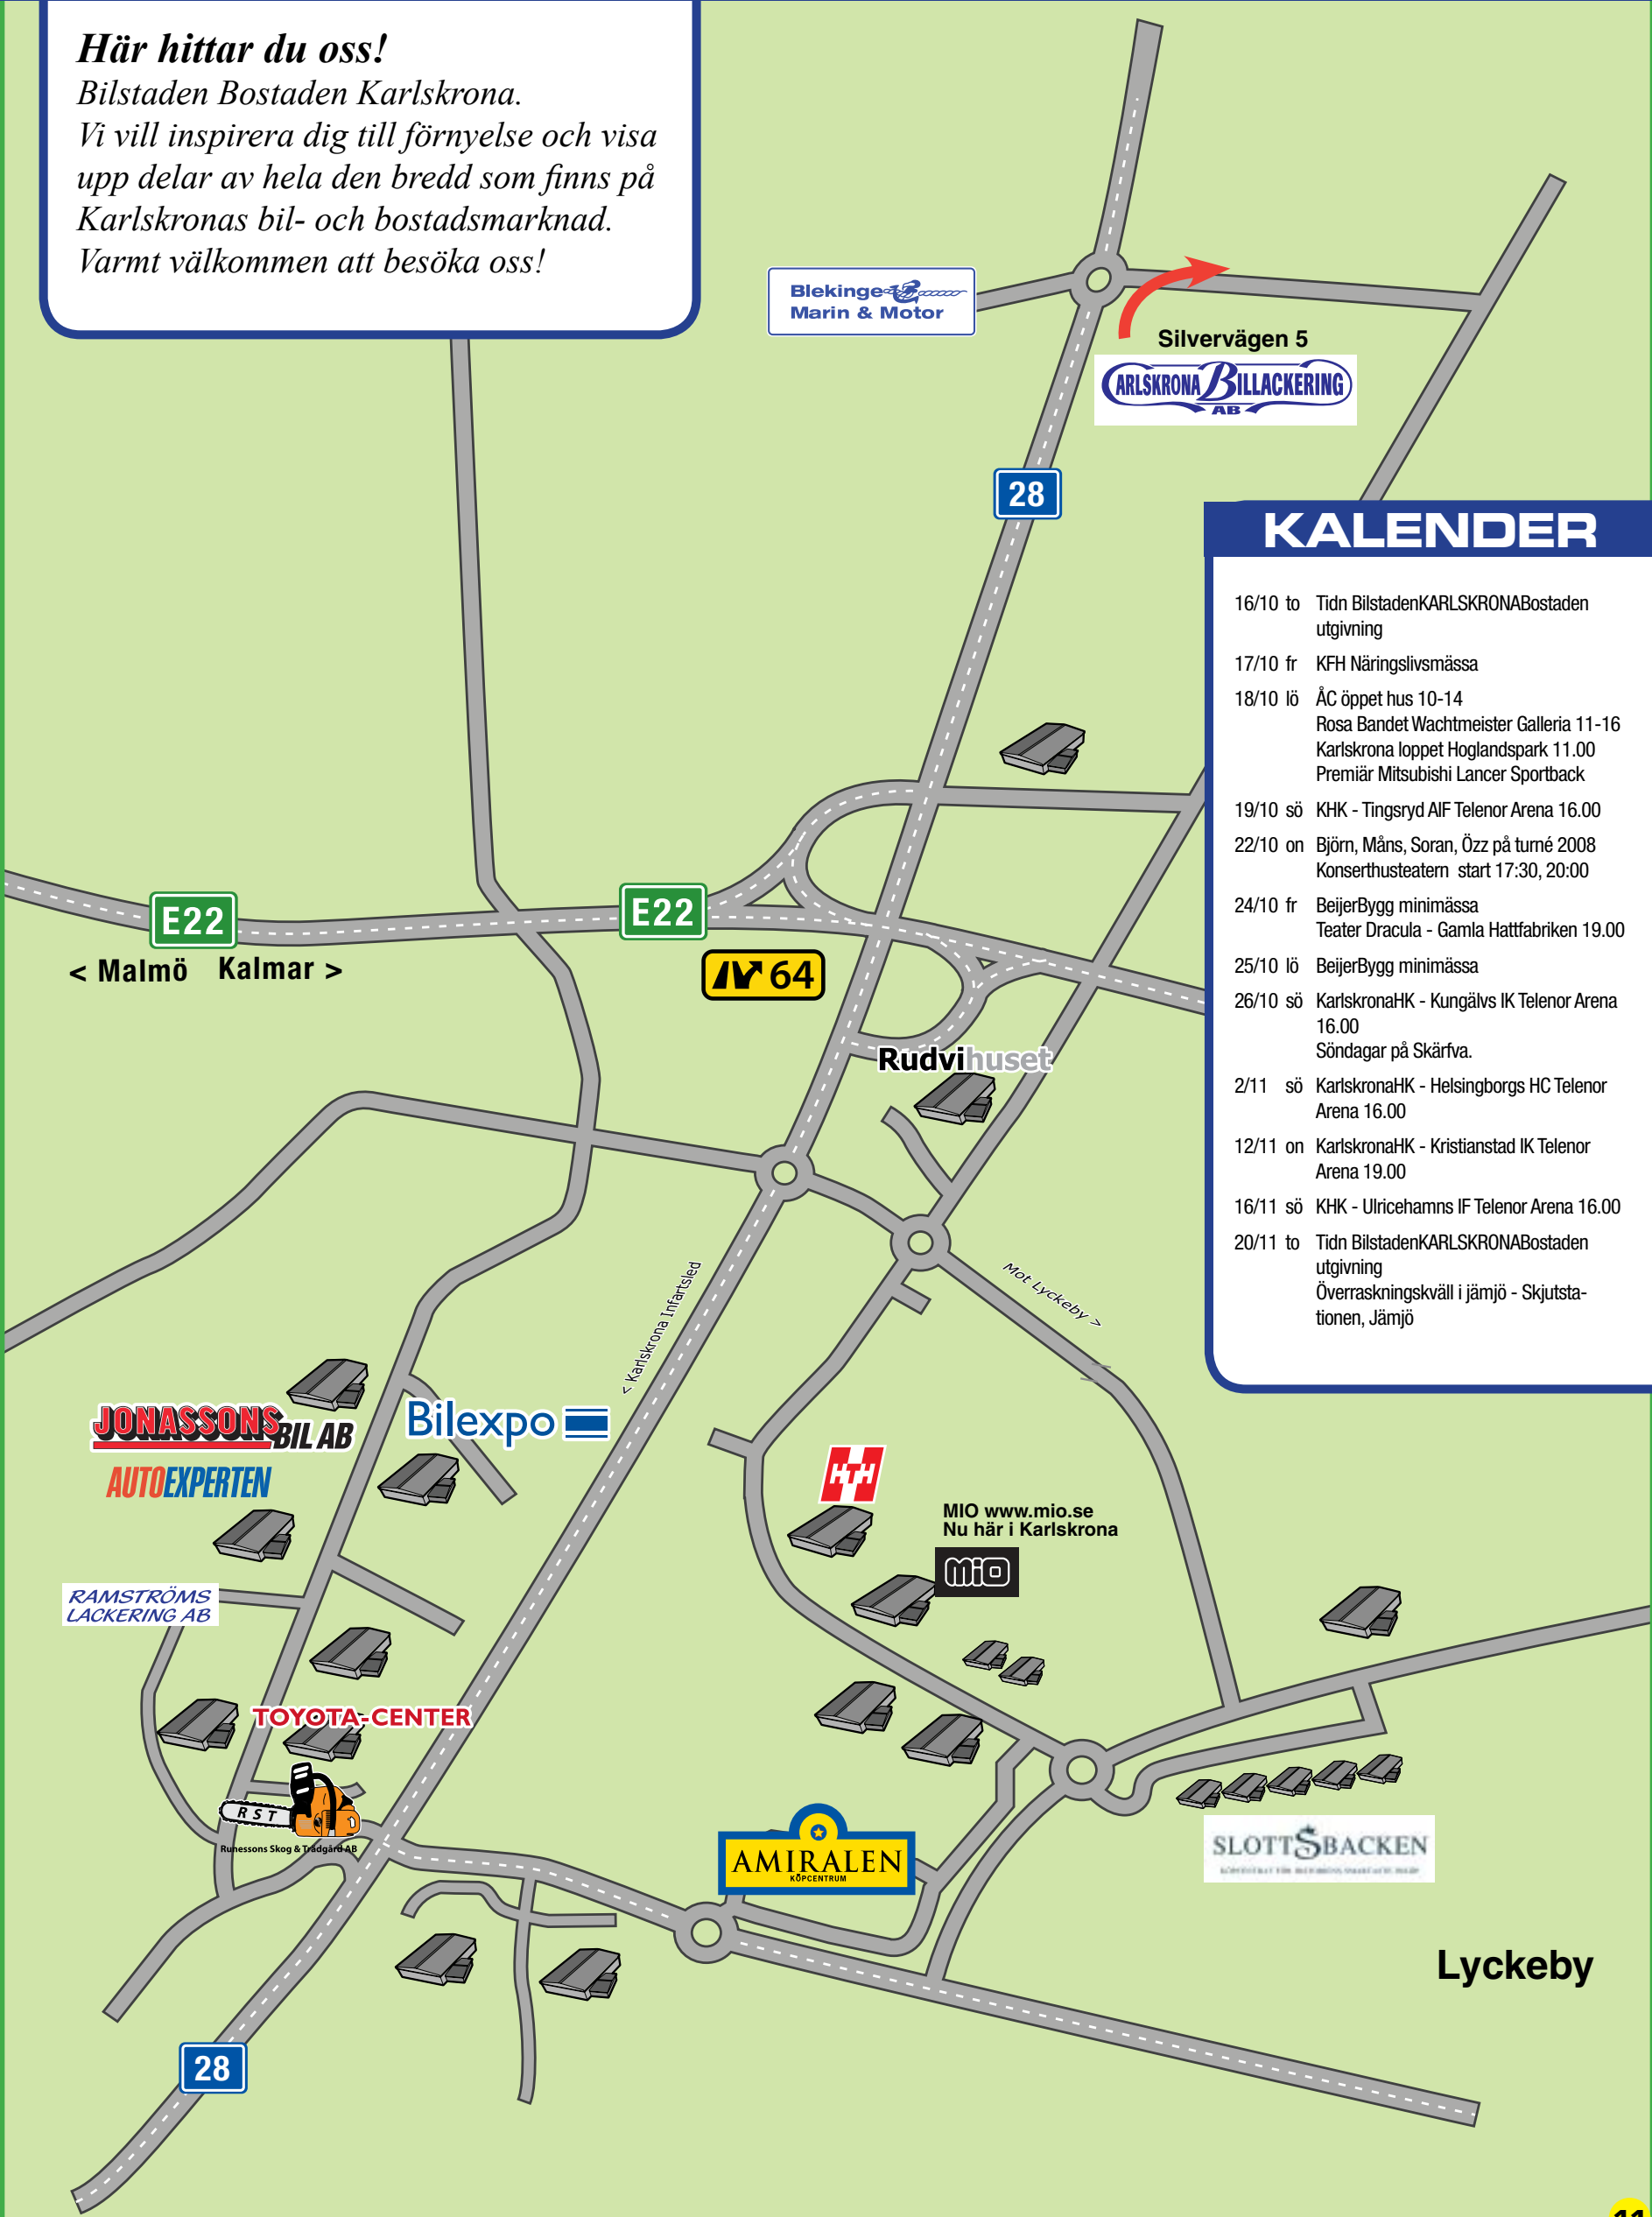 Här hittar du oss!
Bilstaden Bostaden Karlskrona.
Vi vill inspirera dig till förnyelse och visa
upp delar av hela den bredd som finns på
Karlskronas bil- och bostadsmarknad.
Varmt välkommen att besöka oss!
Blekinge
Marin & Motor
Silvervägen 5
CARLSKRONA BILLACKERING
AB
28
KALENDER
16/10 to Tidn BilstadenKARLSKRONABostaden
utgivning
17/10 fr KFH Näringslivsmässa
18/10 lö ÅC öppet hus 10-14
Rosa Bandet Wachtmeister Galleria 11-16
Karlskrona loppet Hoglandspark 11.00
Premiär Mitsubishi Lancer Sportback
19/10 sö KHK - Tingsryd AIF Telenor Arena 16.00
22/10 on Björn, Måns, Soran, Özz på turné 2008
Konserthusteatern start 17:30, 20:00
24/10 fr BeijerBygg minimässa
Teater Dracula - Gamla Hattfabriken 19.00
25/10 lö BeijerBygg minimässa
26/10 sö KarlskronaHK - Kungälvs IK Telenor Arena
16.00
Söndagar på Skärfva.
2/11 sö KarlskronaHK - Helsingborgs HC Telenor
Arena 16.00
12/11 on KarlskronaHK - Kristianstad IK Telenor
Arena 19.00
16/11 sö KHK - Ulricehamns IF Telenor Arena 16.00
20/11 to Tidn BilstadenKARLSKRONABostaden
utgivning
Överraskningskväll i jämjö - Skjutsta-
tionen, Jämjö
E22
E22
< Malmö Kalmar >
64
Rudvihuset
< Karlskrona Infartsled
Mot Lyckeby >
JONASSONS
BIL AB
AUTOEXPERTEN
Bilexpo
HTH
MIO www.mio.se
Nu här i Karlskrona
MIO
RAMSTRÖMS
LACKERING AB
TOYOTA-CENTER
RST
Runessons Skog & Trädgård AB
AMIRALEN
KÖPCENTRUM
SLOTTSBACKEN
Lyckeby
28
11